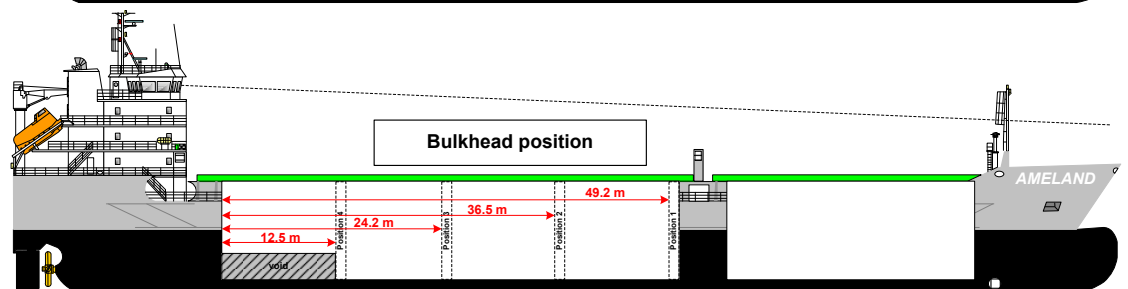 Bulkhead position
AMELAND
49.2 m
36.5 m
24.2 m
12.5 m
Position 4
Position 3
Position 2
Position 1
void